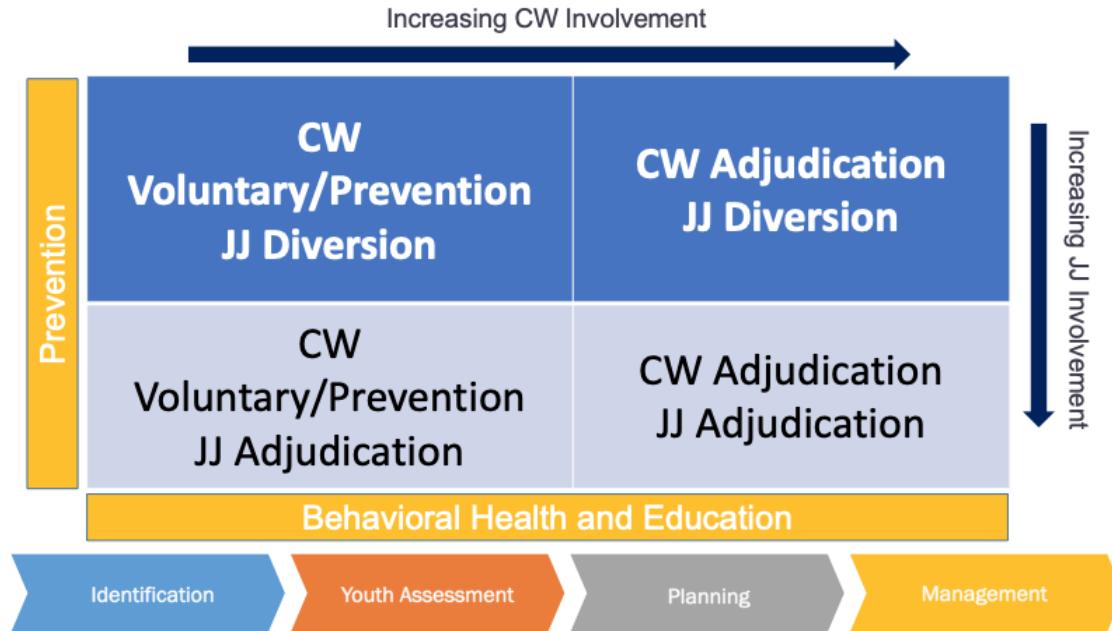 Increasing CW Involvement
Prevention
CW
Voluntary/Prevention
JJ Diversion
CW Adjudication
JJ Diversion
Increasing JJ Involvement
CW
Voluntary/Prevention
JJ Adjudication
CW Adjudication
JJ Adjudication
Behavioral Health and Education
Identification
Youth Assessment
Planning
Management